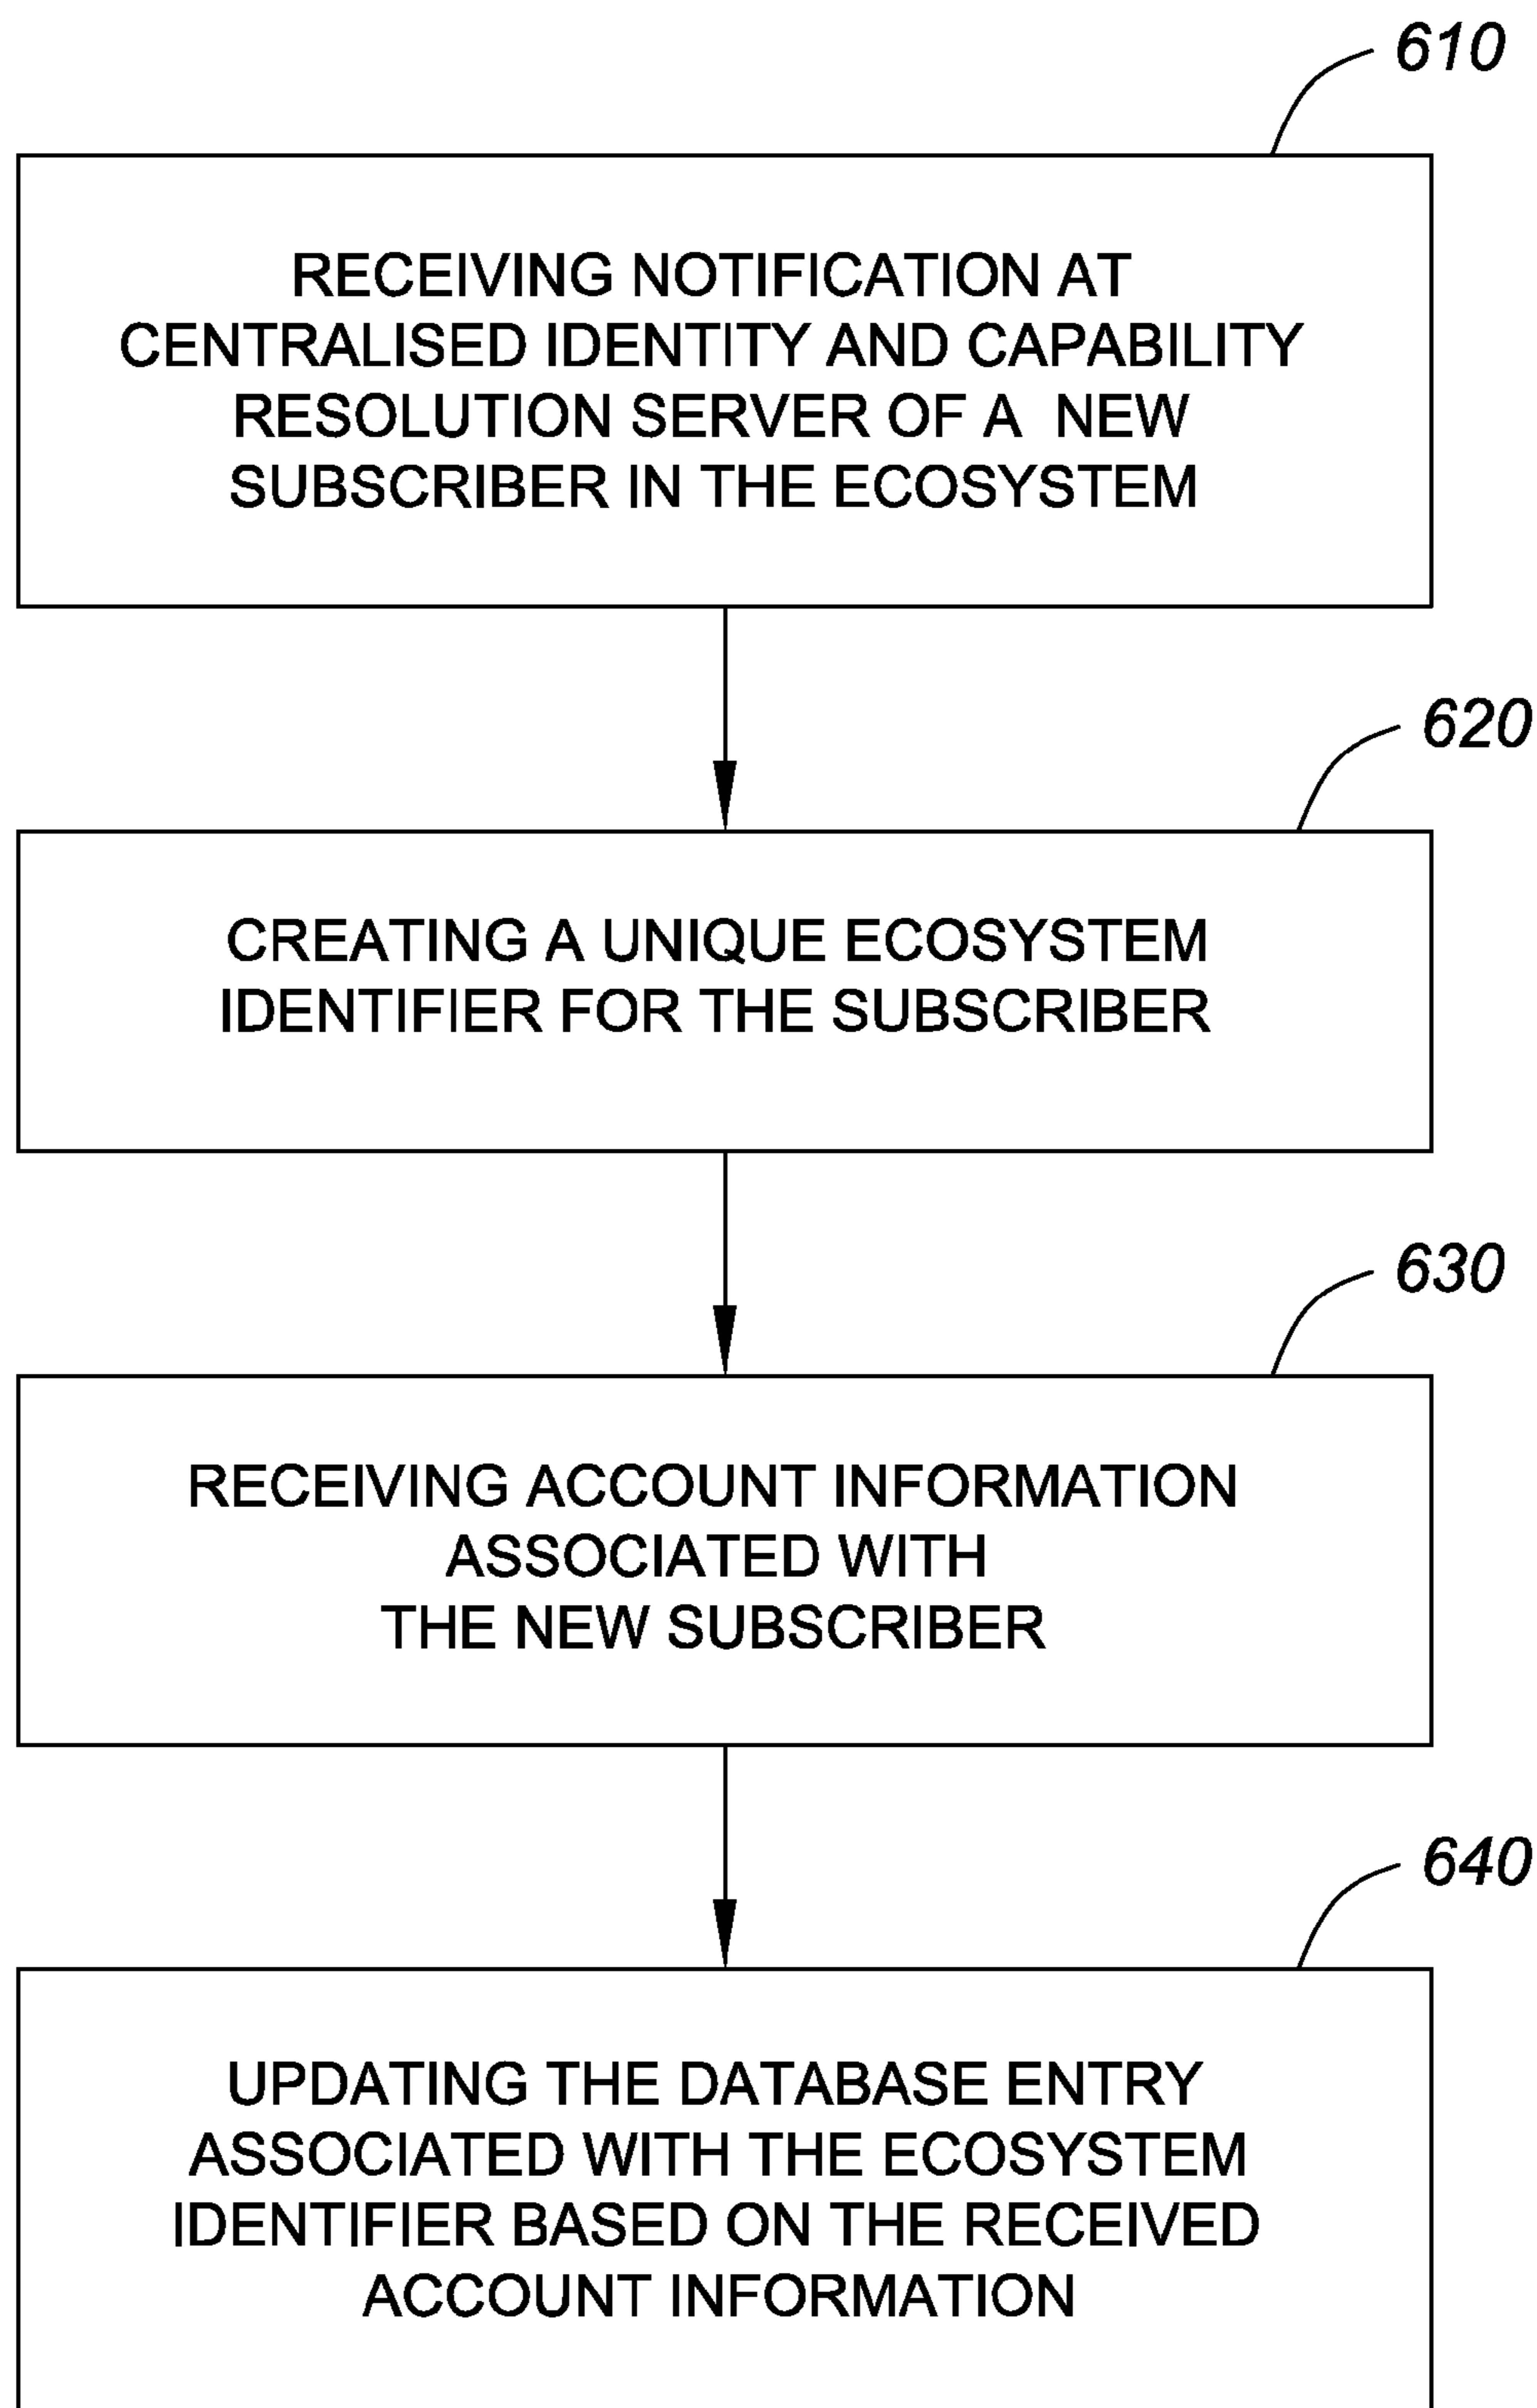 610
RECEIVING NOTIFICATION AT
CENTRALISED IDENTITY AND CAPABILITY
RESOLUTION SERVER OF A NEW
SUBSCRIBER IN THE ECOSYSTEM
620
CREATING A UNIQUE ECOSYSTEM
IDENTIFIER FOR THE SUBSCRIBER
630
RECEIVING ACCOUNT INFORMATION
ASSOCIATED WITH
THE NEW SUBSCRIBER
640
UPDATING THE DATABASE ENTRY
ASSOCIATED WITH THE ECOSYSTEM
IDENTIFIER BASED ON THE RECEIVED
ACCOUNT INFORMATION